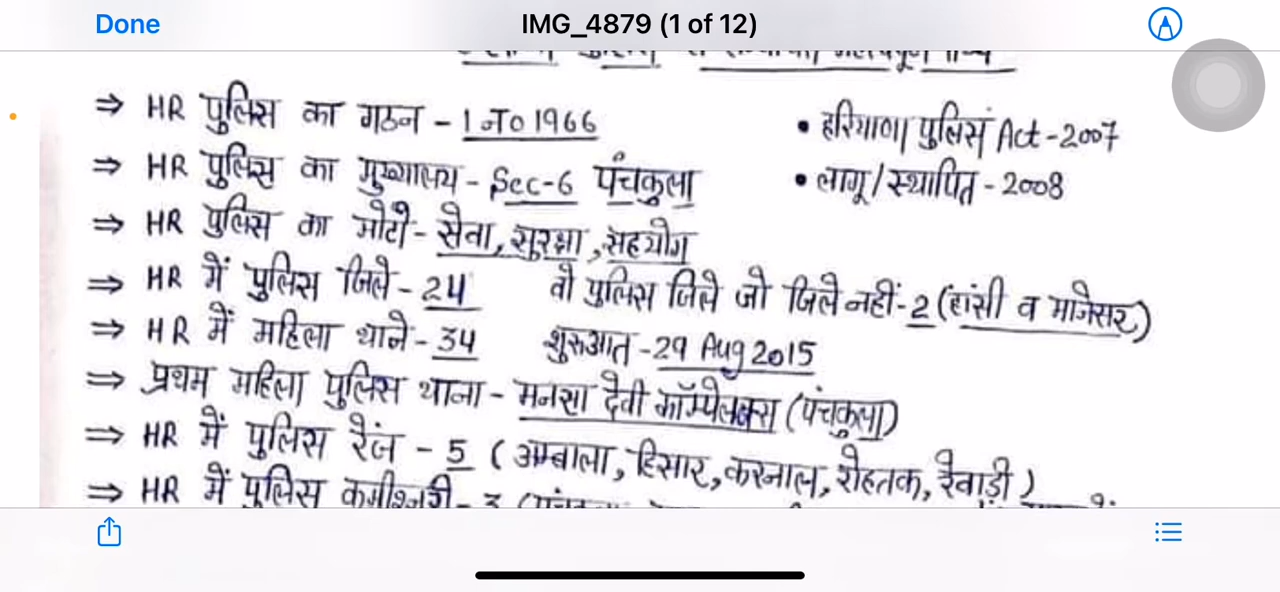 Done
IMG_4879 (1 of 12)
⇒ HR पुलिस का गठन - 1 नo 1966
• हरियाणा पुलिस Act - 2007
⇒ HR पुलिस का मुख्यालय - Sec-6 पंचकुला
• लागू / स्थापित - 2008
⇒ HR पुलिस का मोटो - सेवा, सुरक्षा, सहयोग
⇒ HR में पुलिस जिले - 24 वो पुलिस जिले जो जिले नहीं - 2 (हांसी व मानेसर)
⇒ HR में महिला थाने - 34 शुरुआत - 29 Aug 2015
⇒ प्रथम महिला पुलिस थाना - मनसा देवी कॉम्पेलक्स (पंचकुला)
⇒ HR में पुलिस रेंज - 5 (अम्बाला, हिसार, करनाल, रोहतक, रेवाड़ी)
⇒ HR में पुलिस